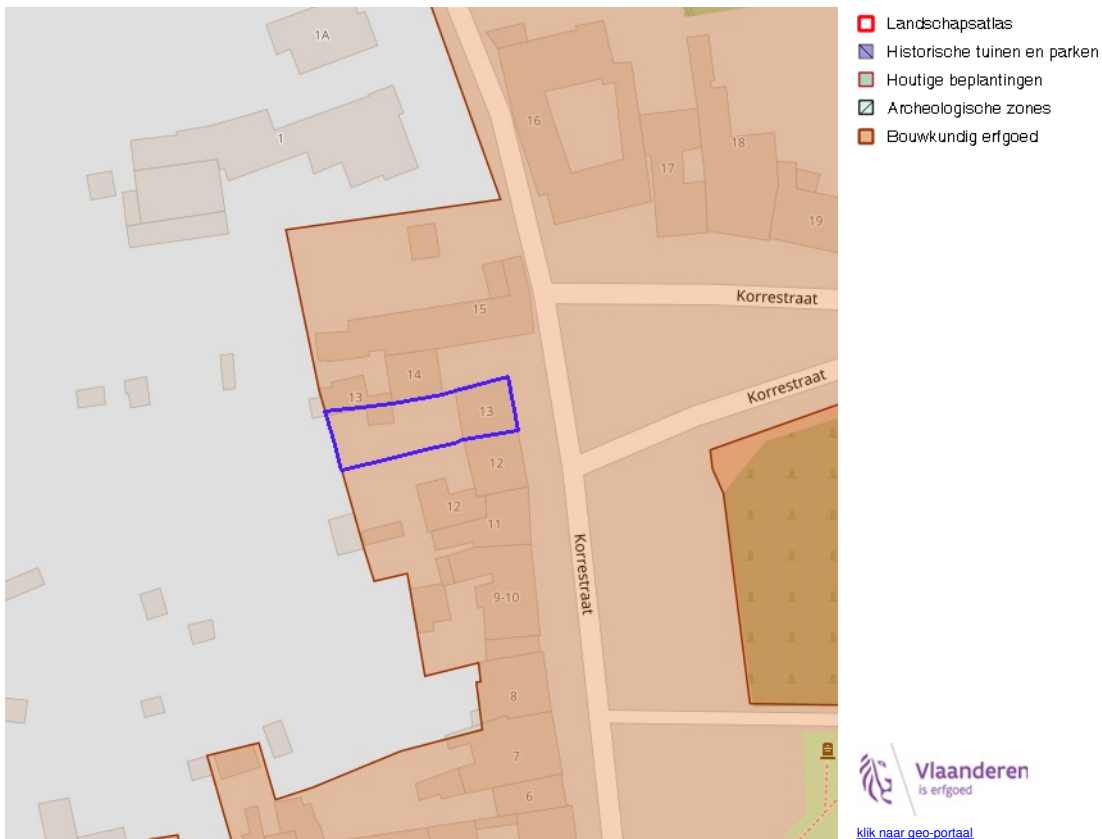 1A
1
16
17
18
19
Korrestraat
15
14
13
Korrestraat
13
12
12
11
Korrestraat
9-10
8
7
6
Landschapsatlas
Historische tuinen en parken
Houtige beplantingen
Archeologische zones
Bouwkundig erfgoed
Vlaanderen
is erfgoed
klik naar geo-portaal